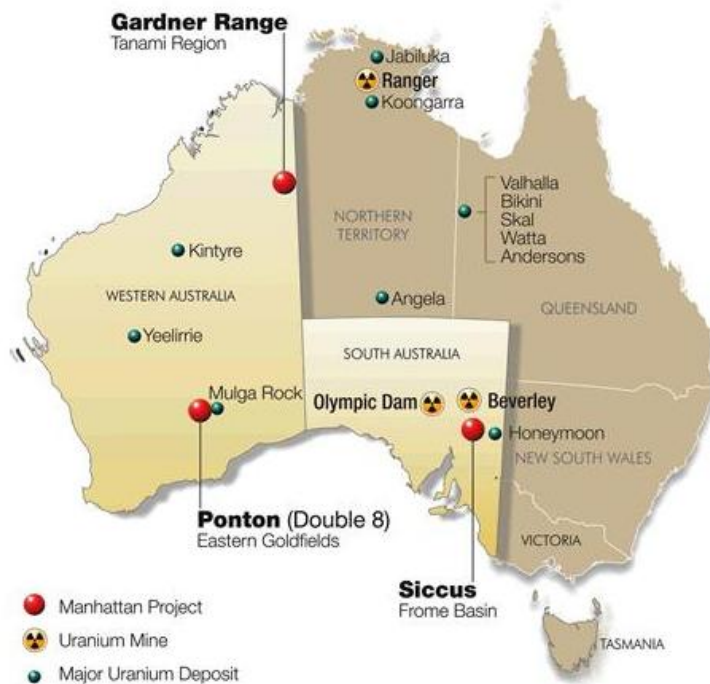 Gardner Range
Tanami Region
Jabiluka
Ranger
Koongarra
Valhalla
Bikini
Skal
Watta
Andersons
NORTHERN
TERRITORY
Kintyre
Angela
WESTERN AUSTRALIA
QUEENSLAND
Yeelirrie
SOUTH AUSTRALIA
Mulga Rock
Olympic Dam
Beverley
Honeymoon
NEW SOUTH WALES
Ponton (Double 8)
Eastern Goldfields
VICTORIA
Siccus
Frome Basin
Manhattan Project
Uranium Mine
Major Uranium Deposit
TASMANIA